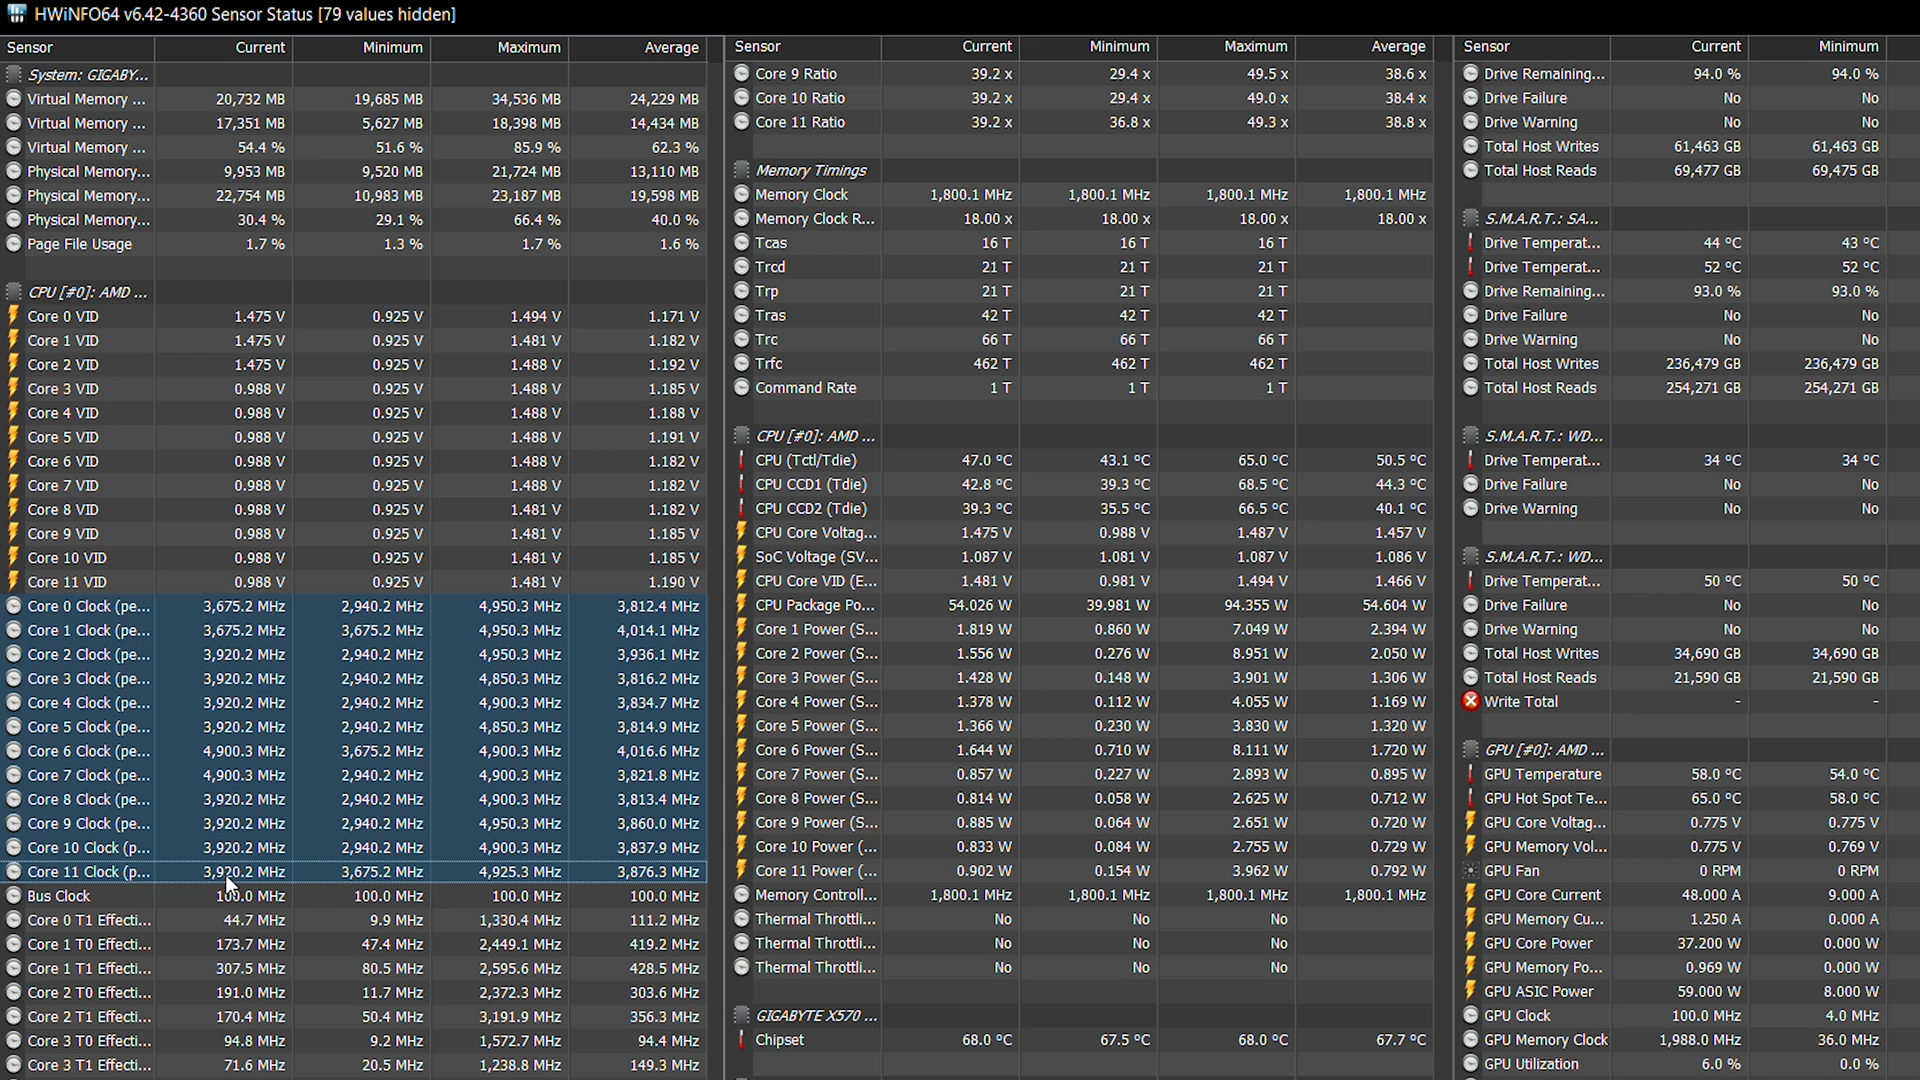 HWiNFO64 v6.42-4360 Sensor Status [79 values hidden]
Sensor Current Minimum Maximum Average
System: GIGABY...
Virtual Memory ... 20,732 MB 19,685 MB 34,536 MB 24,229 MB
Virtual Memory ... 17,351 MB 5,627 MB 18,398 MB 14,434 MB
Virtual Memory ... 54.4 % 51.6 % 85.9 % 62.3 %
Physical Memory... 9,953 MB 9,520 MB 21,724 MB 13,110 MB
Physical Memory... 22,754 MB 10,983 MB 23,187 MB 19,598 MB
Physical Memory... 30.4 % 29.1 % 66.4 % 40.0 %
Page File Usage 1.7 % 1.3 % 1.7 % 1.6 %
CPU [#0]: AMD ...
Core 0 VID 1.475 V 0.925 V 1.494 V 1.171 V
Core 1 VID 1.475 V 0.925 V 1.481 V 1.182 V
Core 2 VID 1.475 V 0.925 V 1.488 V 1.192 V
Core 3 VID 0.988 V 0.925 V 1.488 V 1.185 V
Core 4 VID 0.988 V 0.925 V 1.488 V 1.188 V
Core 5 VID 0.988 V 0.925 V 1.488 V 1.191 V
Core 6 VID 0.988 V 0.925 V 1.488 V 1.182 V
Core 7 VID 0.988 V 0.925 V 1.488 V 1.182 V
Core 8 VID 0.988 V 0.925 V 1.481 V 1.182 V
Core 9 VID 0.988 V 0.925 V 1.481 V 1.185 V
Core 10 VID 0.988 V 0.925 V 1.481 V 1.185 V
Core 11 VID 0.988 V 0.925 V 1.481 V 1.190 V
Core 0 Clock (pe... 3,675.2 MHz 2,940.2 MHz 4,950.3 MHz 3,812.4 MHz
Core 1 Clock (pe... 3,675.2 MHz 3,675.2 MHz 4,950.3 MHz 4,014.1 MHz
Core 2 Clock (pe... 3,920.2 MHz 2,940.2 MHz 4,950.3 MHz 3,936.1 MHz
Core 3 Clock (pe... 3,920.2 MHz 2,940.2 MHz 4,850.3 MHz 3,816.2 MHz
Core 4 Clock (pe... 3,920.2 MHz 2,940.2 MHz 4,900.3 MHz 3,834.7 MHz
Core 5 Clock (pe... 3,920.2 MHz 2,940.2 MHz 4,850.3 MHz 3,814.9 MHz
Core 6 Clock (pe... 4,900.3 MHz 3,675.2 MHz 4,900.3 MHz 4,016.6 MHz
Core 7 Clock (pe... 4,900.3 MHz 2,940.2 MHz 4,900.3 MHz 3,821.8 MHz
Core 8 Clock (pe... 3,920.2 MHz 2,940.2 MHz 4,900.3 MHz 3,813.4 MHz
Core 9 Clock (pe... 3,920.2 MHz 2,940.2 MHz 4,950.3 MHz 3,860.0 MHz
Core 10 Clock (p... 3,920.2 MHz 2,940.2 MHz 4,900.3 MHz 3,837.9 MHz
Core 11 Clock (p... 3,920.2 MHz 3,675.2 MHz 4,925.3 MHz 3,876.3 MHz
Bus Clock 100.0 MHz 100.0 MHz 100.0 MHz 100.0 MHz
Core 0 T1 Effecti... 44.7 MHz 9.9 MHz 1,330.4 MHz 111.2 MHz
Core 1 T0 Effecti... 173.7 MHz 47.4 MHz 2,449.1 MHz 419.2 MHz
Core 1 T1 Effecti... 307.5 MHz 80.5 MHz 2,595.6 MHz 428.5 MHz
Core 2 T0 Effecti... 191.0 MHz 11.7 MHz 2,372.3 MHz 303.6 MHz
Core 2 T1 Effecti... 170.4 MHz 50.4 MHz 3,191.9 MHz 356.3 MHz
Core 3 T0 Effecti... 94.8 MHz 9.2 MHz 1,572.7 MHz 94.4 MHz
Core 3 T1 Effecti... 71.6 MHz 20.5 MHz 1,238.8 MHz 149.3 MHz
Sensor Current Minimum Maximum Average
Core 9 Ratio 39.2 x 29.4 x 49.5 x 38.6 x
Core 10 Ratio 39.2 x 29.4 x 49.0 x 38.4 x
Core 11 Ratio 39.2 x 36.8 x 49.3 x 38.8 x
Memory Timings
Memory Clock 1,800.1 MHz 1,800.1 MHz 1,800.1 MHz 1,800.1 MHz
Memory Clock R... 18.00 x 18.00 x 18.00 x 18.00 x
Tcas 16 T 16 T 16 T
Trcd 21 T 21 T 21 T
Trp 21 T 21 T 21 T
Tras 42 T 42 T 42 T
Trc 66 T 66 T 66 T
Trfc 462 T 462 T 462 T
Command Rate 1 T 1 T 1 T
CPU [#0]: AMD ...
CPU (Tctl/Tdie) 47.0 ºC 43.1 ºC 65.0 ºC 50.5 ºC
CPU CCD1 (Tdie) 42.8 ºC 39.3 ºC 68.5 ºC 44.3 ºC
CPU CCD2 (Tdie) 39.3 ºC 35.5 ºC 66.5 ºC 40.1 ºC
CPU Core Voltag... 1.475 V 0.988 V 1.487 V 1.457 V
SoC Voltage (SV... 1.087 V 1.081 V 1.087 V 1.086 V
CPU Core VID (E... 1.481 V 0.981 V 1.494 V 1.466 V
CPU Package Po... 54.026 W 39.981 W 94.355 W 54.604 W
Core 1 Power (S... 1.819 W 0.860 W 7.049 W 2.394 W
Core 2 Power (S... 1.556 W 0.276 W 8.951 W 2.050 W
Core 3 Power (S... 1.428 W 0.148 W 3.901 W 1.306 W
Core 4 Power (S... 1.378 W 0.112 W 4.055 W 1.169 W
Core 5 Power (S... 1.366 W 0.230 W 3.830 W 1.320 W
Core 6 Power (S... 1.644 W 0.710 W 8.111 W 1.720 W
Core 7 Power (S... 0.857 W 0.227 W 2.893 W 0.895 W
Core 8 Power (S... 0.814 W 0.058 W 2.625 W 0.712 W
Core 9 Power (S... 0.885 W 0.064 W 2.651 W 0.720 W
Core 10 Power (... 0.833 W 0.084 W 2.755 W 0.729 W
Core 11 Power (... 0.902 W 0.154 W 3.962 W 0.792 W
Memory Controll... 1,800.1 MHz 1,800.1 MHz 1,800.1 MHz 1,800.1 MHz
Thermal Throttli... No No No
Thermal Throttli... No No No
Thermal Throttli... No No No
GIGABYTE X570 ...
Chipset 68.0 ºC 67.5 ºC 68.0 ºC 67.7 ºC
Sensor Current Minimum
Drive Remaining... 94.0 % 94.0 %
Drive Failure No No
Drive Warning No No
Total Host Writes 61,463 GB 61,463 GB
Total Host Reads 69,477 GB 69,475 GB
S.M.A.R.T.: SA...
Drive Temperat... 44 ºC 43 ºC
Drive Temperat... 52 ºC 52 ºC
Drive Remaining... 93.0 % 93.0 %
Drive Failure No No
Drive Warning No No
Total Host Writes 236,479 GB 236,479 GB
Total Host Reads 254,271 GB 254,271 GB
S.M.A.R.T.: WD...
Drive Temperat... 34 ºC 34 ºC
Drive Failure No No
Drive Warning No No
S.M.A.R.T.: WD...
Drive Temperat... 50 ºC 50 ºC
Drive Failure No No
Drive Warning No No
Total Host Writes 34,690 GB 34,690 GB
Total Host Reads 21,590 GB 21,590 GB
Write Total - -
GPU [#0]: AMD ...
GPU Temperature 58.0 ºC 54.0 ºC
GPU Hot Spot Te... 65.0 ºC 58.0 ºC
GPU Core Voltag... 0.775 V 0.775 V
GPU Memory Vol... 0.775 V 0.769 V
GPU Fan 0 RPM 0 RPM
GPU Core Current 48.000 A 9.000 A
GPU Memory Cu... 1.250 A 0.000 A
GPU Core Power 37.200 W 0.000 W
GPU Memory Po... 0.969 W 0.000 W
GPU ASIC Power 59.000 W 8.000 W
GPU Clock 100.0 MHz 4.0 MHz
GPU Memory Clock 1,988.0 MHz 36.0 MHz
GPU Utilization 6.0 % 0.0 %